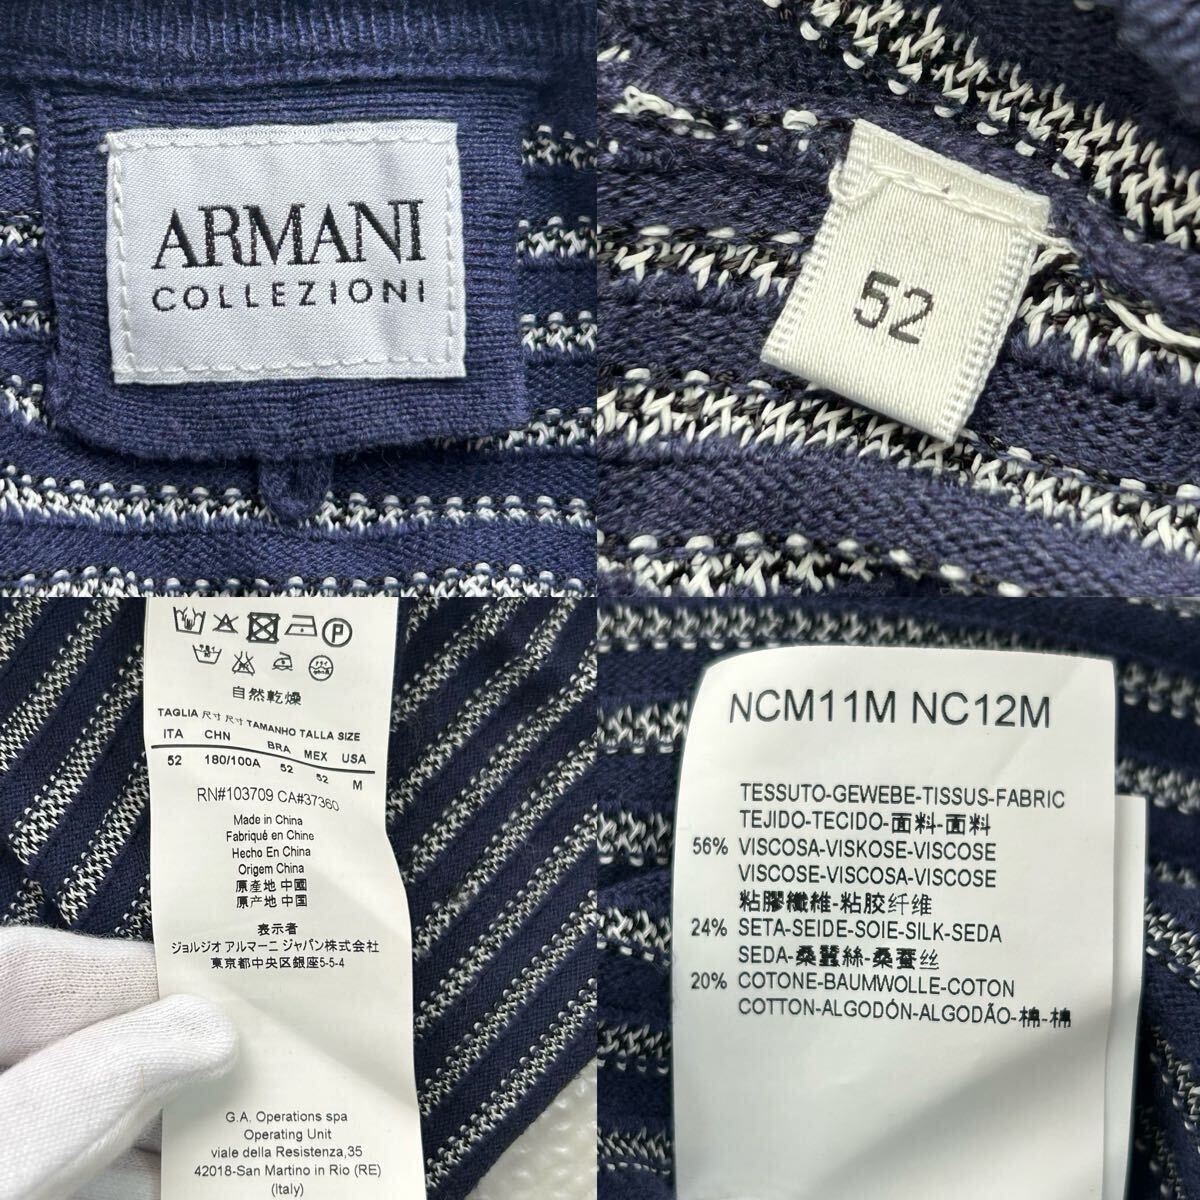 ARMANI
COLLEZIONI
52
自然乾燥
TAGLIA 尺寸 尺寸 TAMANHO TALLA SIZE
ITA CHN BRA MEX USA
52 180/100A 52 52 M
RN#103709 CA#37360
Made in China
Fabriqué en Chine
Hecho En China
Origem China
原產地 中國
原产地 中国
表示者
ジョルジオ アルマーニ ジャパン株式会社
東京都中央区銀座5-5-4
G.A. Operations spa
Operating Unit
viale della Resistenza,35
42018-San Martino in Rio (RE)
(Italy)
NCM11M NC12M
TESSUTO-GEWEBE-TISSUS-FABRIC
TEJIDO-TECIDO-面料-面料
56% VISCOSA-VISKOSE-VISCOSE
VISCOSE-VISCOSA-VISCOSE
粘膠纖維-粘胶纤维
24% SETA-SEIDE-SOIE-SILK-SEDA
SEDA-桑蠶絲-桑蚕丝
20% COTONE-BAUMWOLLE-COTON
COTTON-ALGODÓN-ALGODÃO-棉-棉